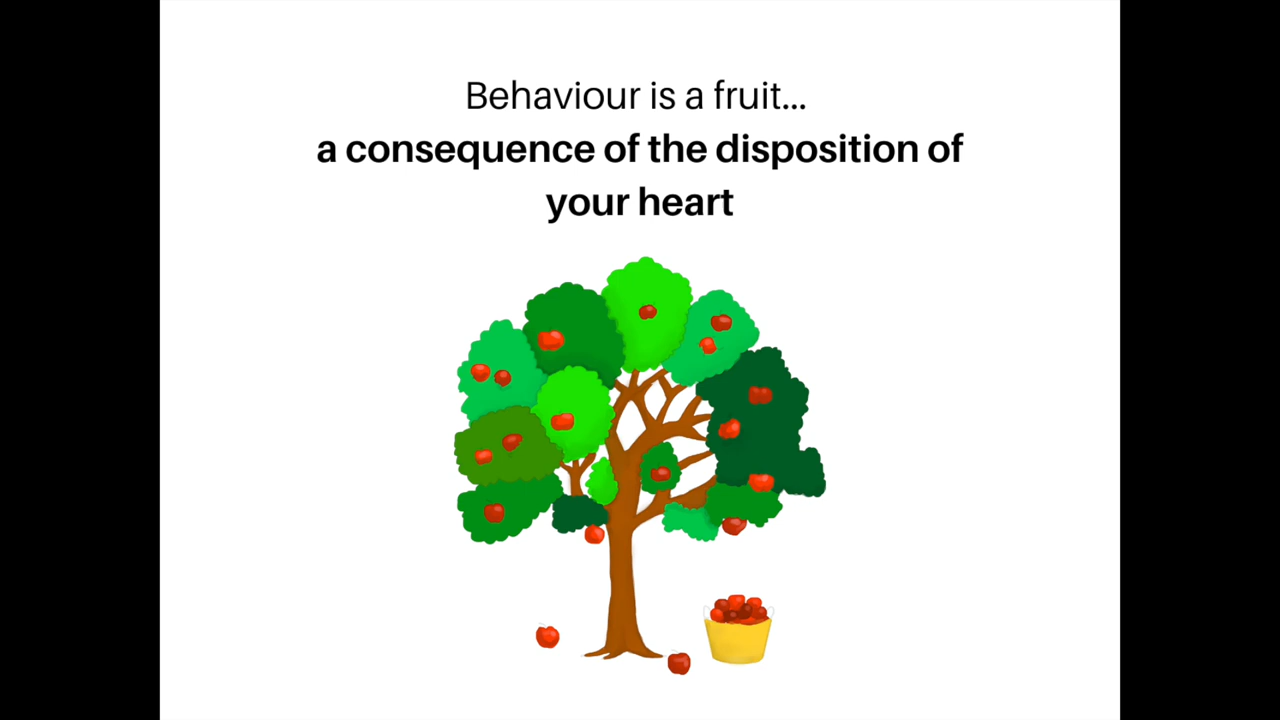 Behaviour is a fruit...
a consequence of the disposition of
your heart